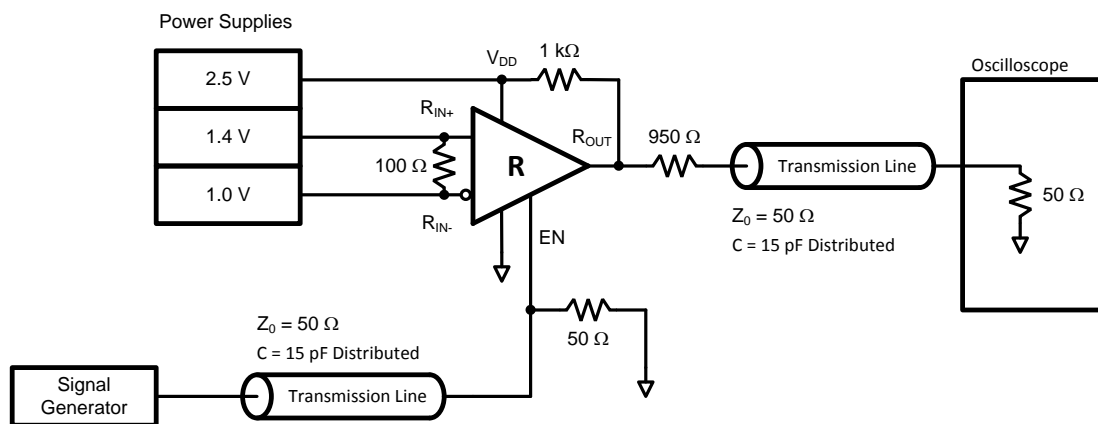 Power Supplies
2.5 V
1.4 V
1.0 V
V_DD
1 kΩ
R_IN+
100 Ω
R_IN-
R
R_OUT
EN
950 Ω
Transmission Line
Z_0 = 50 Ω
C = 15 pF Distributed
Oscilloscope
50 Ω
50 Ω
Z_0 = 50 Ω
C = 15 pF Distributed
Transmission Line
Signal
Generator